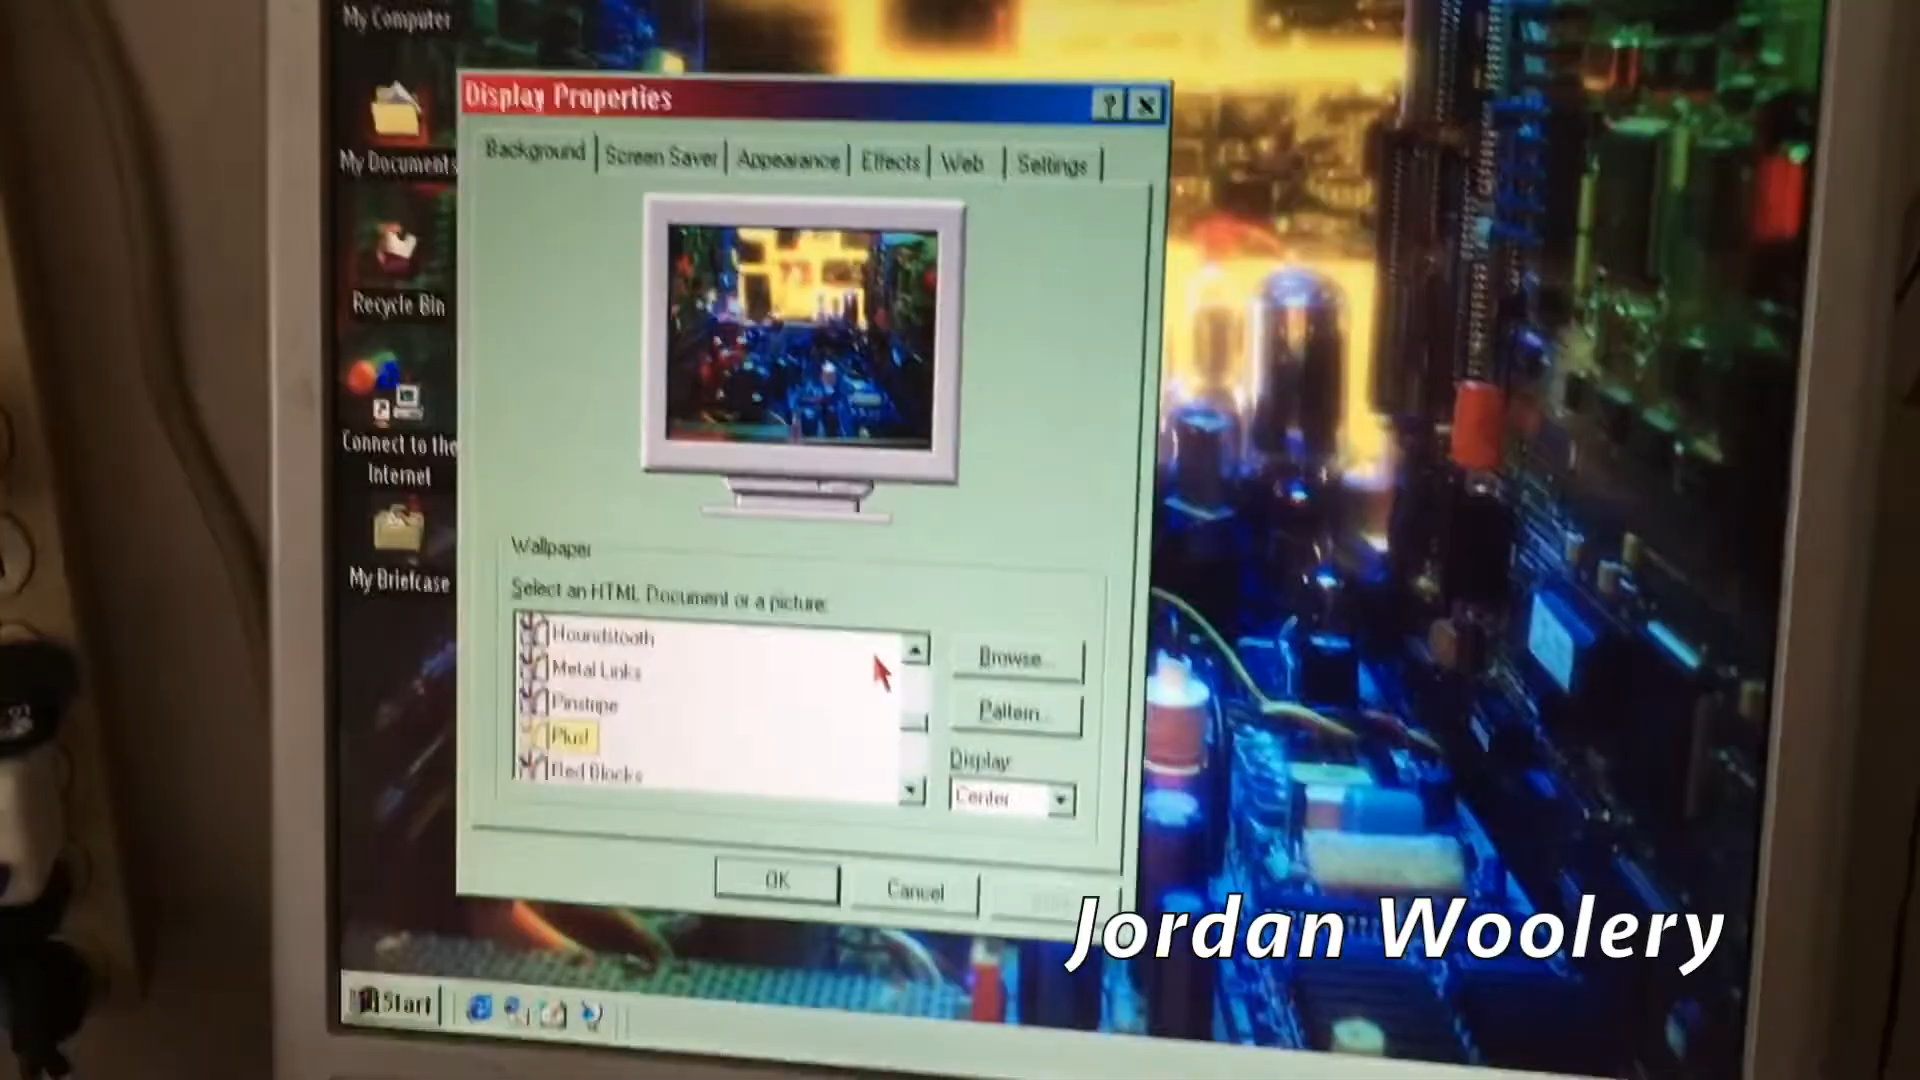 My Computer
My Documents
Recycle Bin
Connect to the
Internet
My Briefcase
Display Properties
?
Background
Screen Saver
Appearance
Effects
Web
Settings
Wallpaper
Select an HTML Document or a picture:
Houndstooth
Metal Links
Pinstripe
Plus!
Red Blocks
Browse...
Pattern...
Display:
Center
OK
Cancel
Start
Jordan Woolery